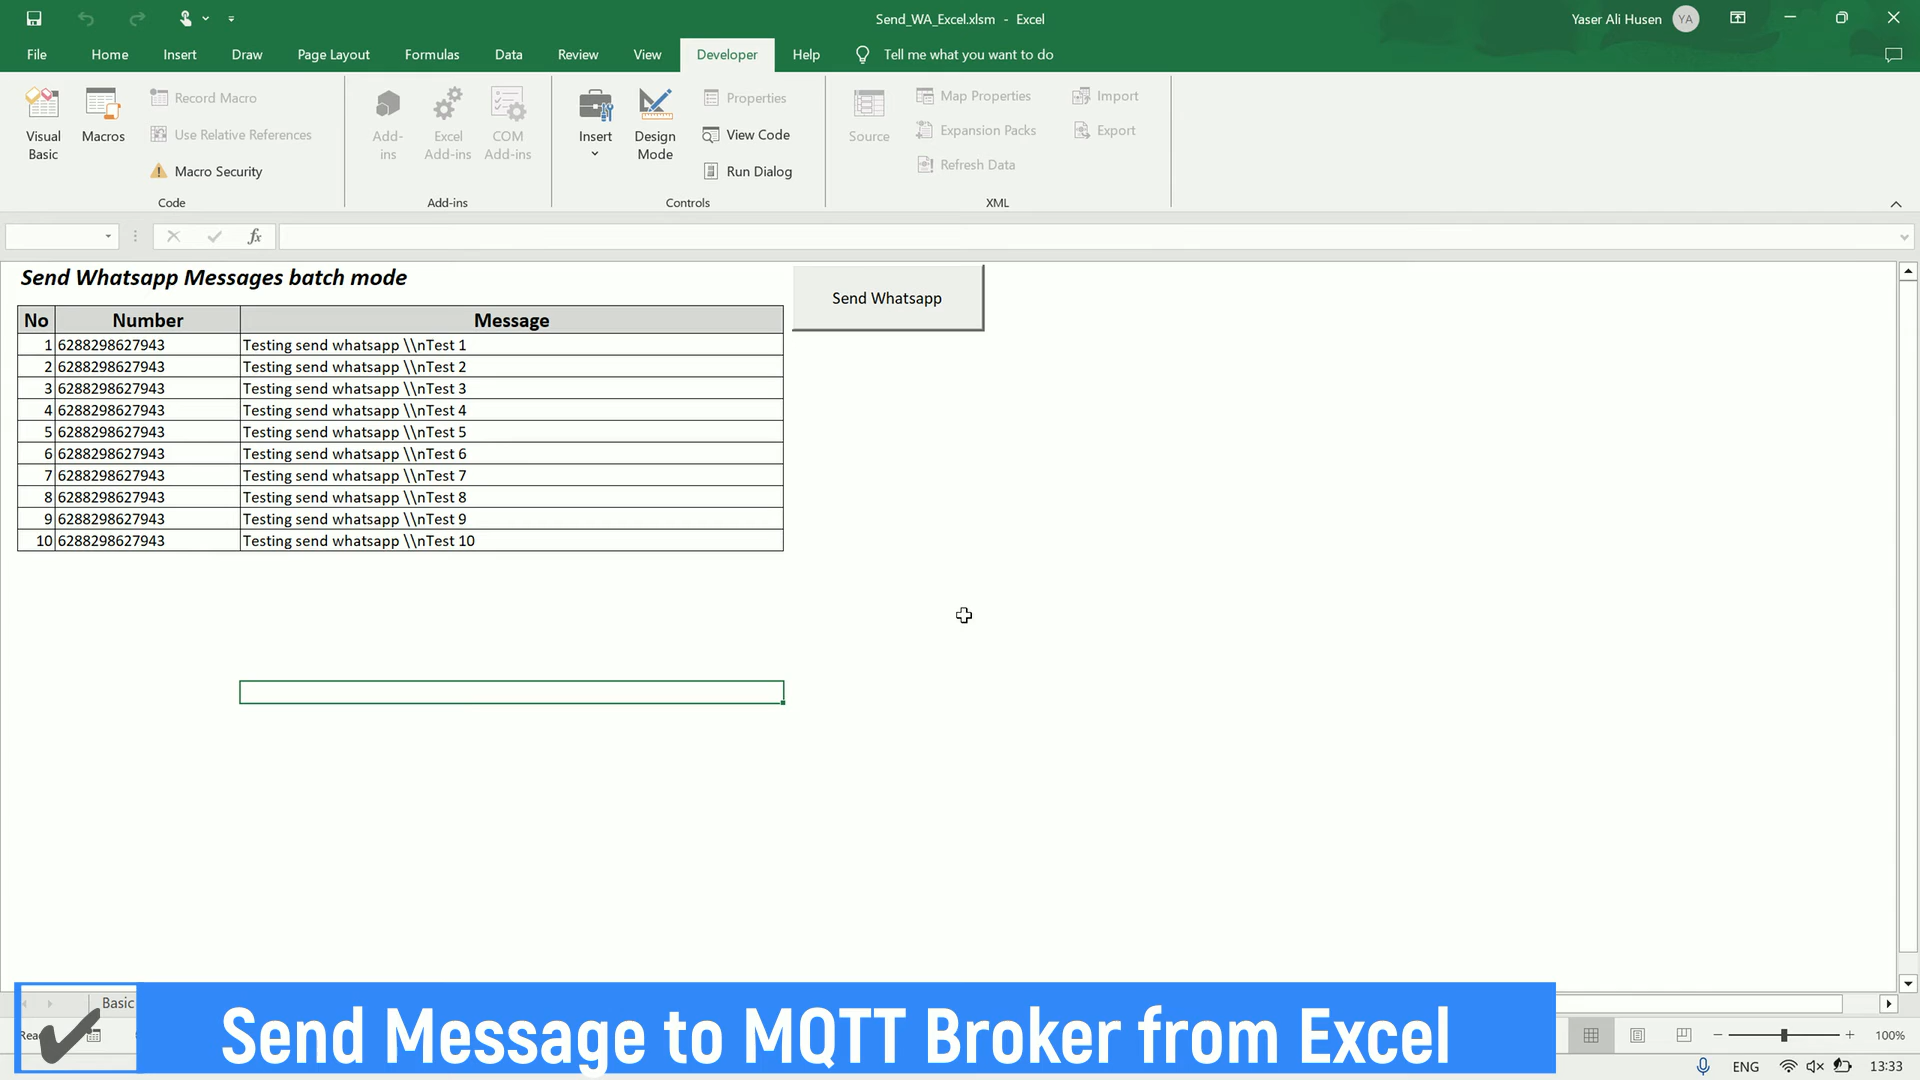 Send_WA_Excel.xlsm - Excel
Yaser Ali Husen YA
File Home Insert Draw Page Layout Formulas Data Review View Developer Help Tell me what you want to do
Visual Basic
Macros
Record Macro
Use Relative References
Macro Security
Code
Add-ins
Excel Add-ins
COM Add-ins
Add-ins
Insert
Design Mode
Properties
View Code
Run Dialog
Controls
Source
Map Properties
Expansion Packs
Refresh Data
Import
Export
XML
fx
Send Whatsapp Messages batch mode
Send Whatsapp
No Number Message
1 6288298627943 Testing send whatsapp \\nTest 1
2 6288298627943 Testing send whatsapp \\nTest 2
3 6288298627943 Testing send whatsapp \\nTest 3
4 6288298627943 Testing send whatsapp \\nTest 4
5 6288298627943 Testing send whatsapp \\nTest 5
6 6288298627943 Testing send whatsapp \\nTest 6
7 6288298627943 Testing send whatsapp \\nTest 7
8 6288298627943 Testing send whatsapp \\nTest 8
9 6288298627943 Testing send whatsapp \\nTest 9
10 6288298627943 Testing send whatsapp \\nTest 10
Basic
Send Message to MQTT Broker from Excel
100%
ENG 13:33